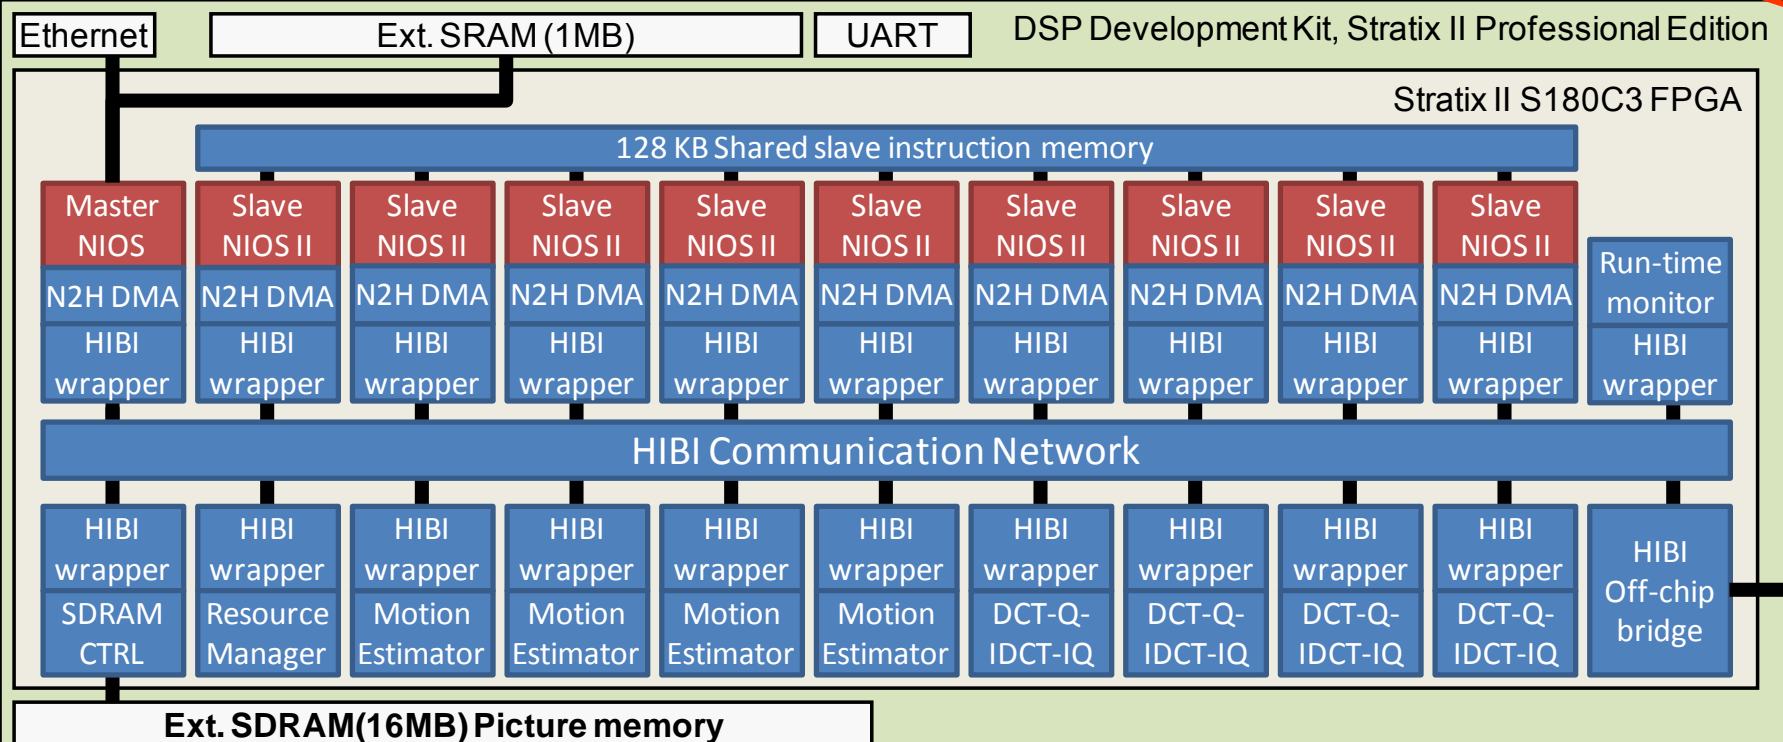 Ethernet
Ext. SRAM (1MB)
UART
DSP Development Kit, Stratix II Professional Edition
Stratix II S180C3 FPGA
128 KB Shared slave instruction memory
Master Slave Slave Slave Slave Slave Slave Slave Slave Slave
NIOS NIOS II NIOS II NIOS II NIOS II NIOS II NIOS II NIOS II NIOS II NIOS II
N2H DMA N2H DMA N2H DMA N2H DMA N2H DMA N2H DMA N2H DMA N2H DMA N2H DMA N2H DMA
Run-time
monitor
HIBI HIBI HIBI HIBI HIBI HIBI HIBI HIBI HIBI HIBI HIBI
wrapper wrapper wrapper wrapper wrapper wrapper wrapper wrapper wrapper wrapper wrapper
HIBI Communication Network
HIBI HIBI HIBI HIBI HIBI HIBI HIBI HIBI HIBI HIBI
wrapper wrapper wrapper wrapper wrapper wrapper wrapper wrapper wrapper wrapper
SDRAM Resource Motion Motion Motion Motion DCT-Q- DCT-Q- DCT-Q- DCT-Q-
CTRL Manager Estimator Estimator Estimator Estimator IDCT-IQ IDCT-IQ IDCT-IQ IDCT-IQ
HIBI
Off-chip
bridge
Ext. SDRAM(16MB) Picture memory